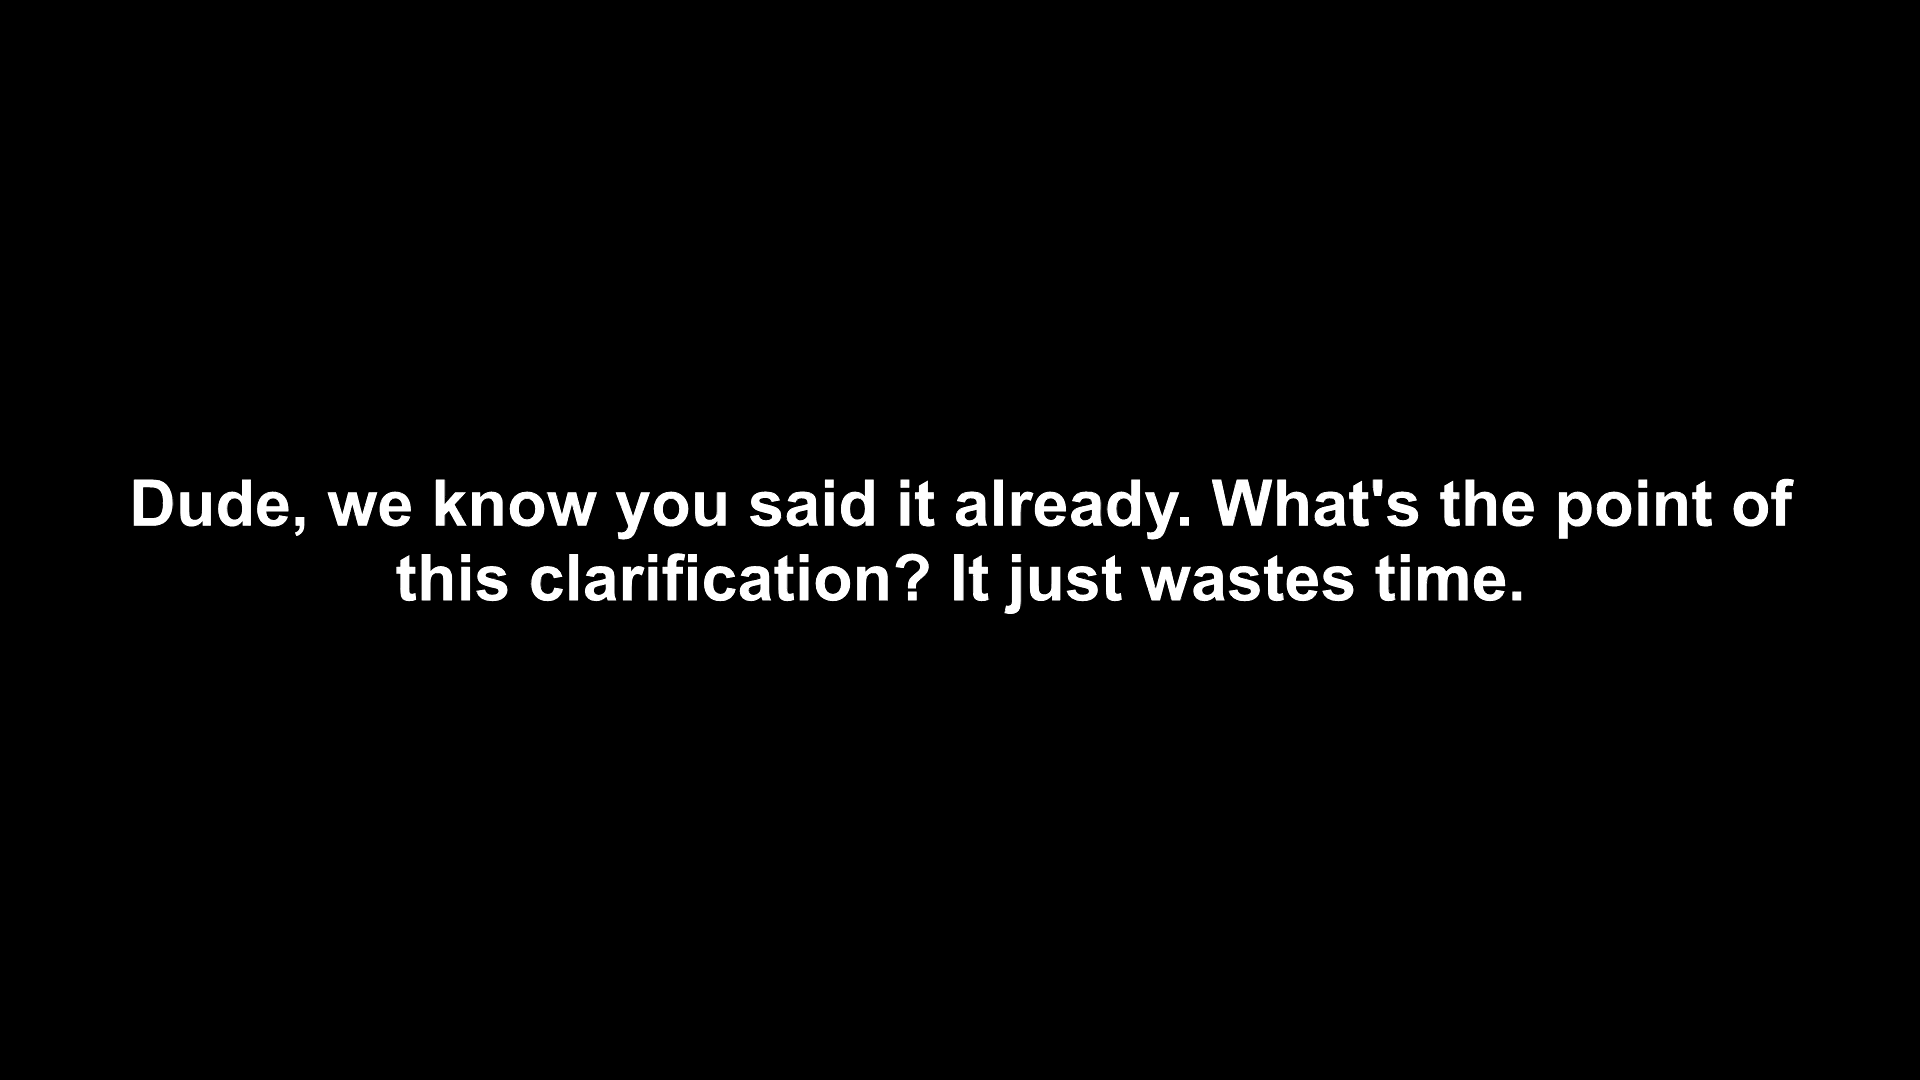 Dude, we know you said it already. What's the point of
this clarification? It just wastes time.